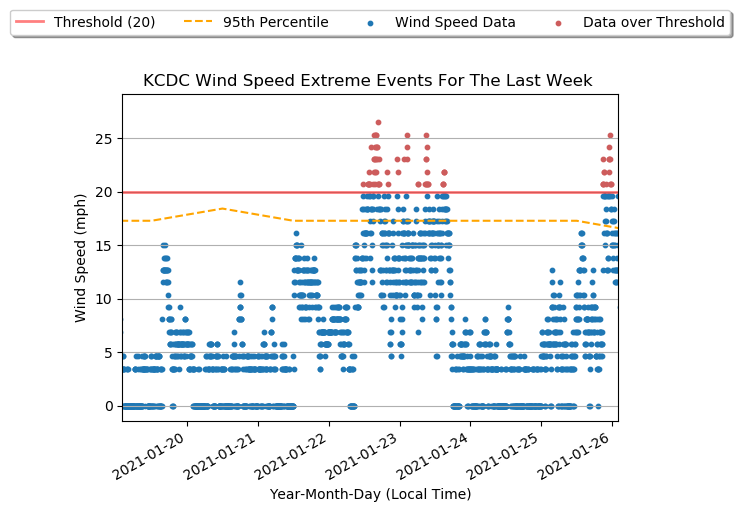 Threshold (20) 95th Percentile Wind Speed Data Data over Threshold
KCDC Wind Speed Extreme Events For The Last Week
Wind Speed (mph)
25
20
15
10
5
0
2021-01-20 2021-01-21 2021-01-22 2021-01-23 2021-01-24 2021-01-25 2021-01-26
Year-Month-Day (Local Time)